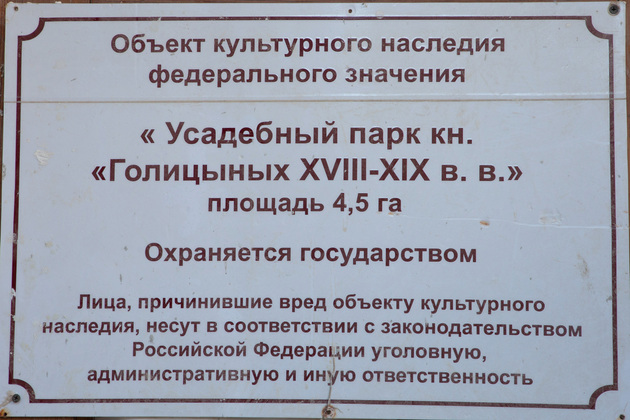 Объект культурного наследия
федерального значения
« Усадебный парк кн.
«Голицыных XVIII-XIX в. в.»
площадь 4,5 га
Охраняется государством
Лица, причинившие вред объекту культурного
наследия, несут в соответствии с законодательством
Российской Федерации уголовную,
административную и иную ответственность